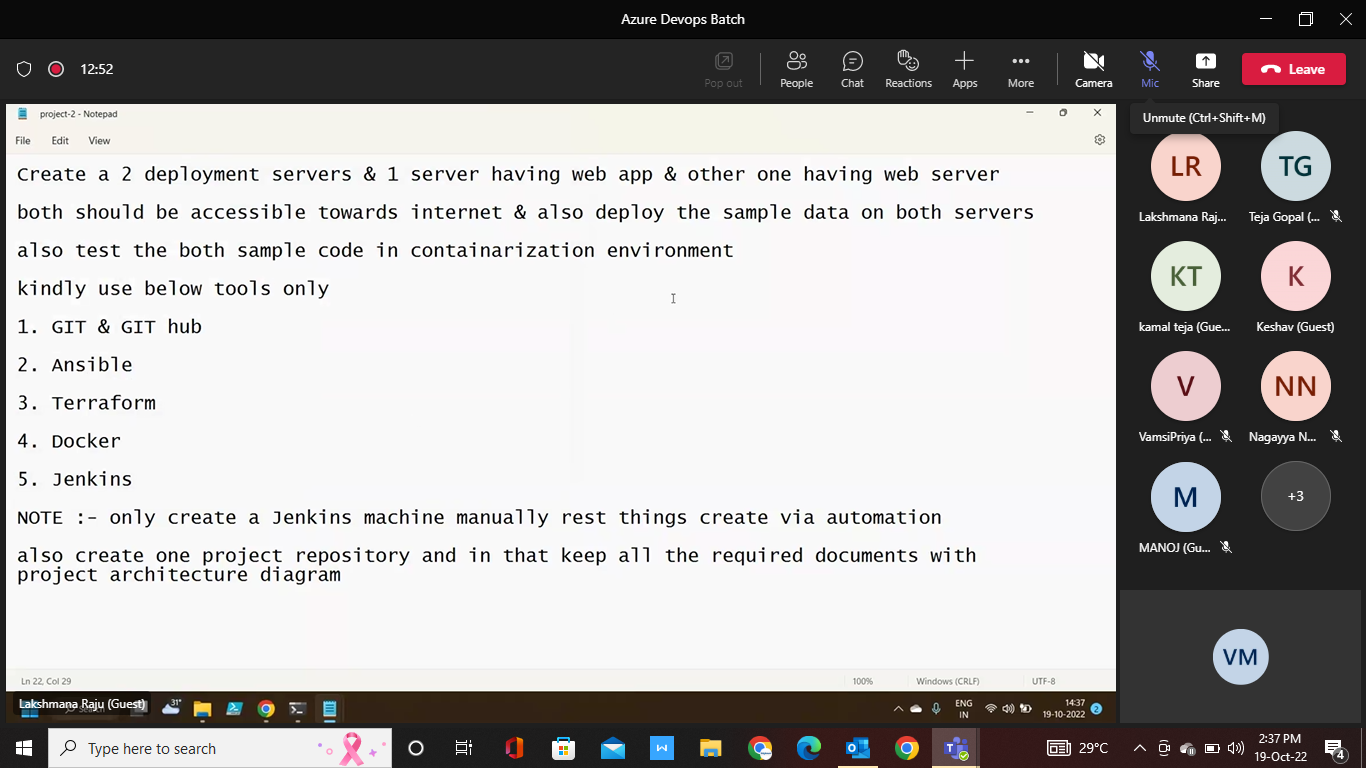 Azure Devops Batch
12:52
Pop out
People
Chat
Reactions
Apps
More
Camera
Mic
Share
Leave
Unmute (Ctrl+Shift+M)
project-2 - Notepad
File Edit View
Create a 2 deployment servers & 1 server having web app & other one having web server
both should be accessible towards internet & also deploy the sample data on both servers
also test the both sample code in containarization environment
kindly use below tools only
1. GIT & GIT hub
2. Ansible
3. Terraform
4. Docker
5. Jenkins
NOTE :- only create a Jenkins machine manually rest things create via automation
also create one project repository and in that keep all the required documents with
project architecture diagram
Ln 22, Col 29
100%
Windows (CRLF)
UTF-8
Lakshmana Raju (Guest)
31°
ENG
IN
14:37
19-10-2022
2
LR
Lakshmana Raj...
TG
Teja Gopal (...
KT
kamal teja (Gue...
K
Keshav (Guest)
V
VamsiPriya (...
NN
Nagayya N...
M
MANOJ (Gu...
+3
VM
Type here to search
29°C
2:37 PM
19-Oct-22
4